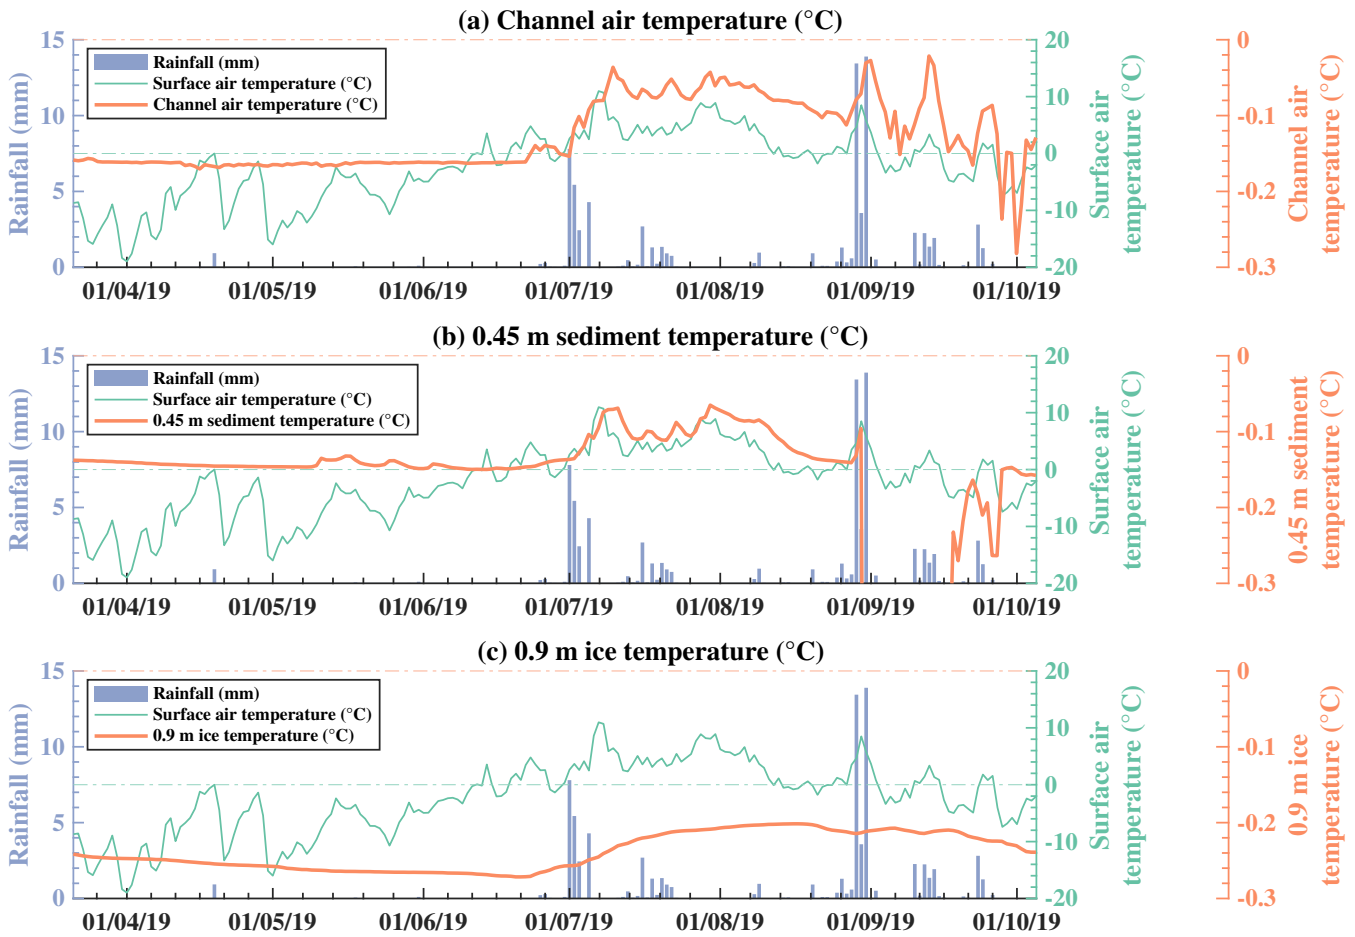 (a) Channel air temperature (°C)
Rainfall (mm)
15
10
5
0
Rainfall (mm)
Surface air temperature (°C)
Channel air temperature (°C)
20
10
0
-10
-20
Surface air
temperature (°C)
0
-0.1
-0.2
-0.3
Channel air
temperature (°C)
01/04/19 01/05/19 01/06/19 01/07/19 01/08/19 01/09/19 01/10/19
(b) 0.45 m sediment temperature (°C)
Rainfall (mm)
15
10
5
0
Rainfall (mm)
Surface air temperature (°C)
0.45 m sediment temperature (°C)
20
10
0
-10
-20
Surface air
temperature (°C)
0
-0.1
-0.2
-0.3
0.45 m sediment
temperature (°C)
01/04/19 01/05/19 01/06/19 01/07/19 01/08/19 01/09/19 01/10/19
(c) 0.9 m ice temperature (°C)
Rainfall (mm)
15
10
5
0
Rainfall (mm)
Surface air temperature (°C)
0.9 m ice temperature (°C)
20
10
0
-10
-20
Surface air
temperature (°C)
0
-0.1
-0.2
-0.3
0.9 m ice
temperature (°C)
01/04/19 01/05/19 01/06/19 01/07/19 01/08/19 01/09/19 01/10/19